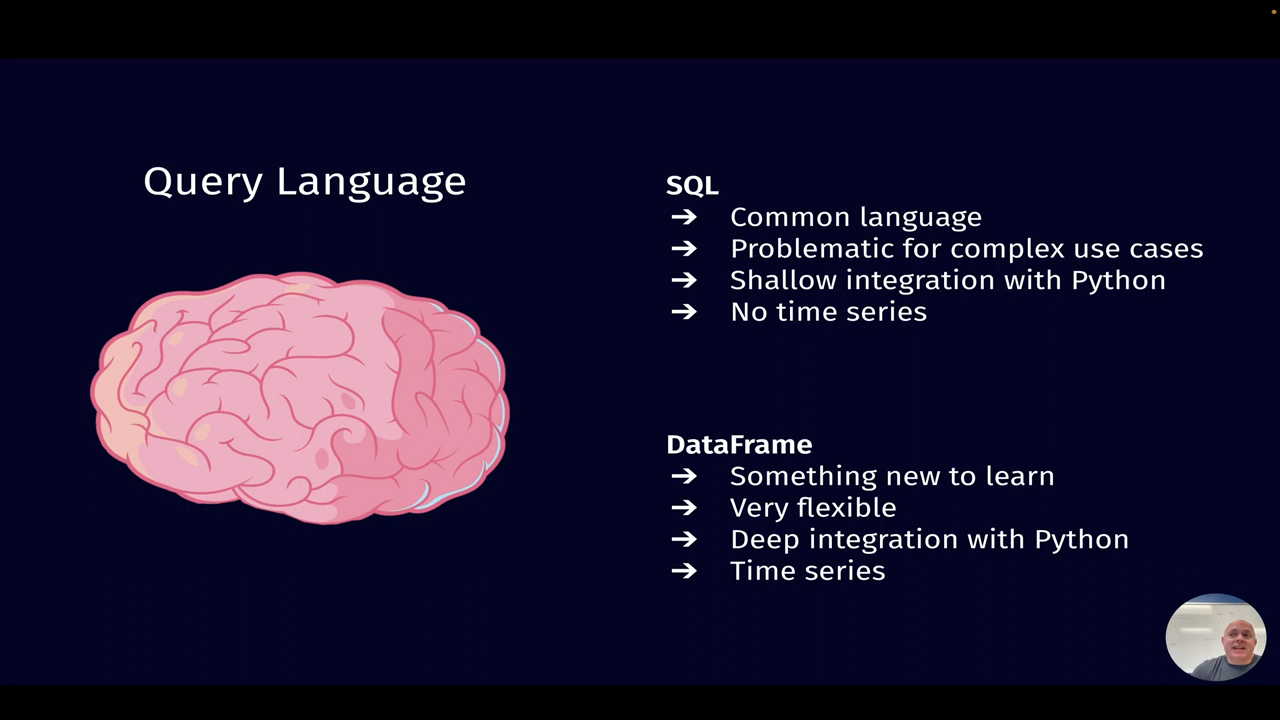 Query Language
SQL
➔ Common language
➔ Problematic for complex use cases
➔ Shallow integration with Python
➔ No time series
DataFrame
➔ Something new to learn
➔ Very flexible
➔ Deep integration with Python
➔ Time series